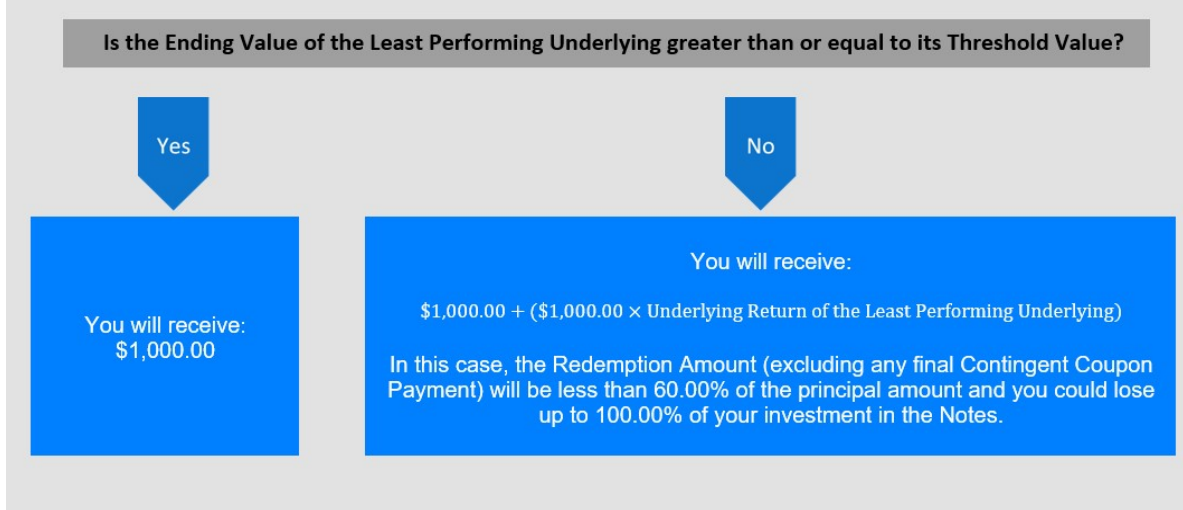 Is the Ending Value of the Least Performing Underlying greater than or equal to its Threshold Value?
Yes
No
You will receive:
$1,000.00
You will receive:
$1,000.00 + ($1,000.00 × Underlying Return of the Least Performing Underlying)
In this case, the Redemption Amount (excluding any final Contingent Coupon
Payment) will be less than 60.00% of the principal amount and you could lose
up to 100.00% of your investment in the Notes.